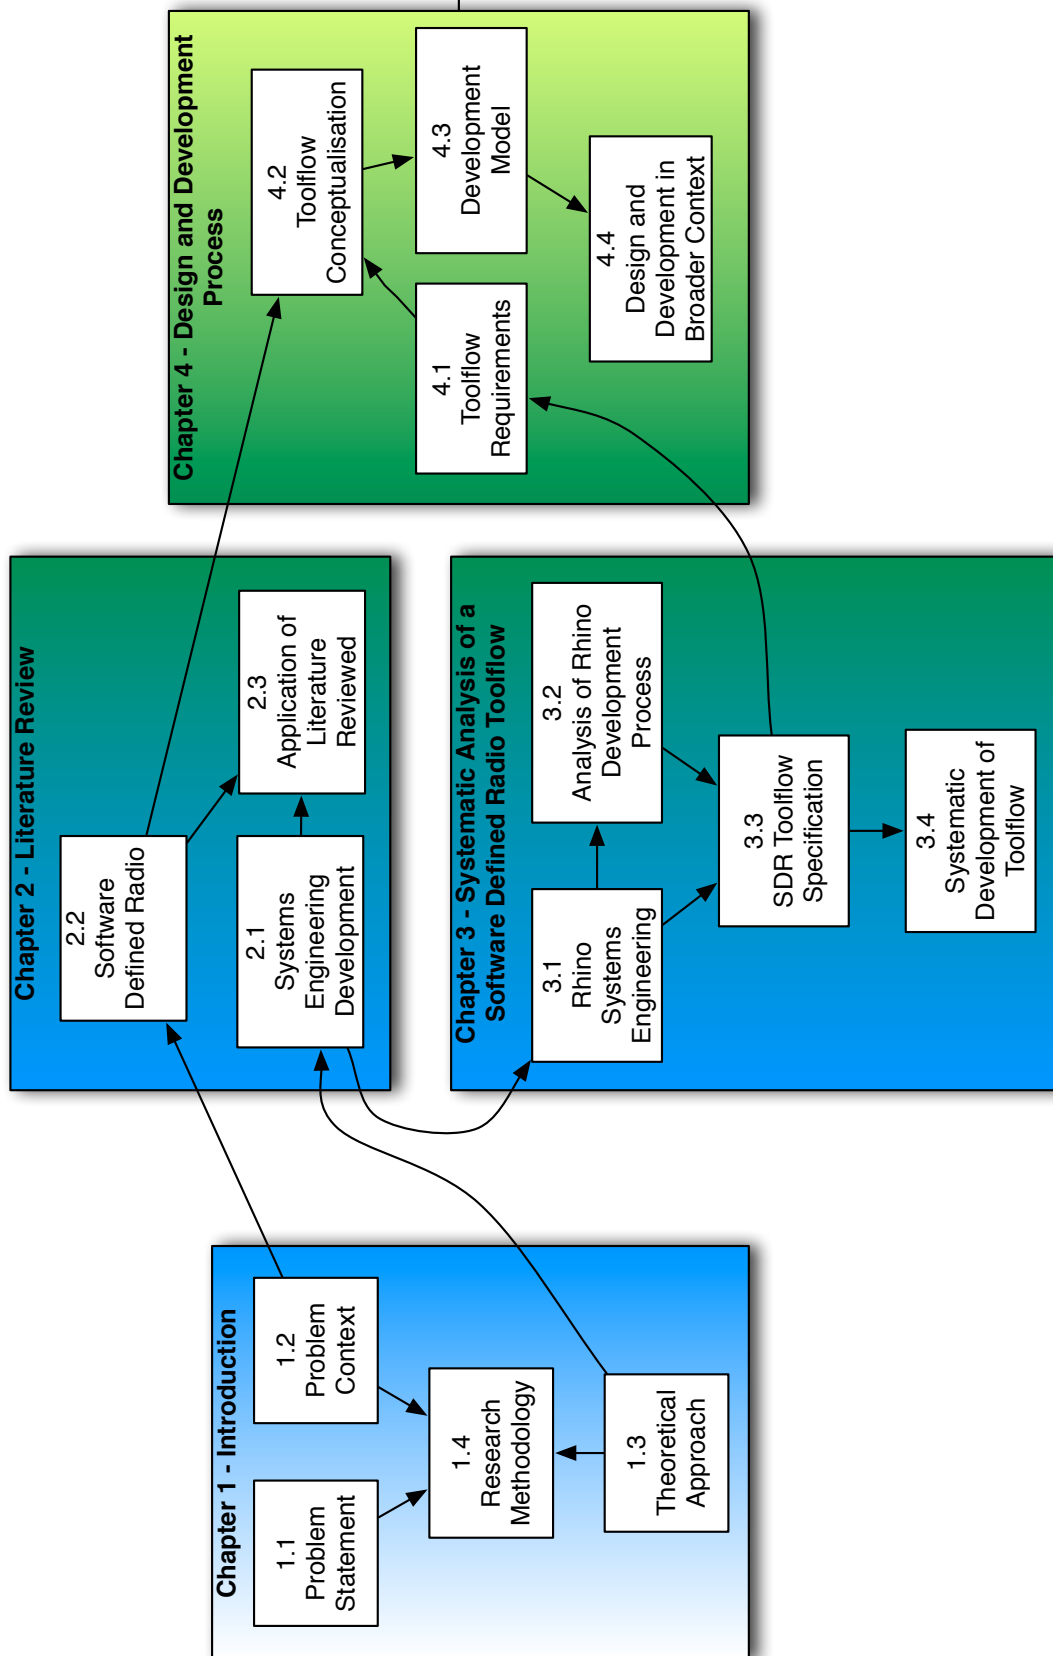 Chapter 1 - Introduction
1.1
Problem
Statement
1.2
Problem
Context
1.4
Research
Methodology
1.3
Theoretical
Approach
Chapter 2 - Literature Review
2.2
Software
Defined Radio
2.1
Systems
Engineering
Development
2.3
Application of
Literature
Reviewed
Chapter 3 - Systematic Analysis of a
Software Defined Radio Toolflow
3.1
Rhino
Systems
Engineering
3.2
Analysis of Rhino
Development
Process
3.3
SDR Toolflow
Specification
3.4
Systematic
Development of
Toolflow
Chapter 4 - Design and Development
Process
4.2
Toolflow
Conceptualisation
4.1
Toolflow
Requirements
4.3
Development
Model
4.4
Design and
Development in
Broader Context